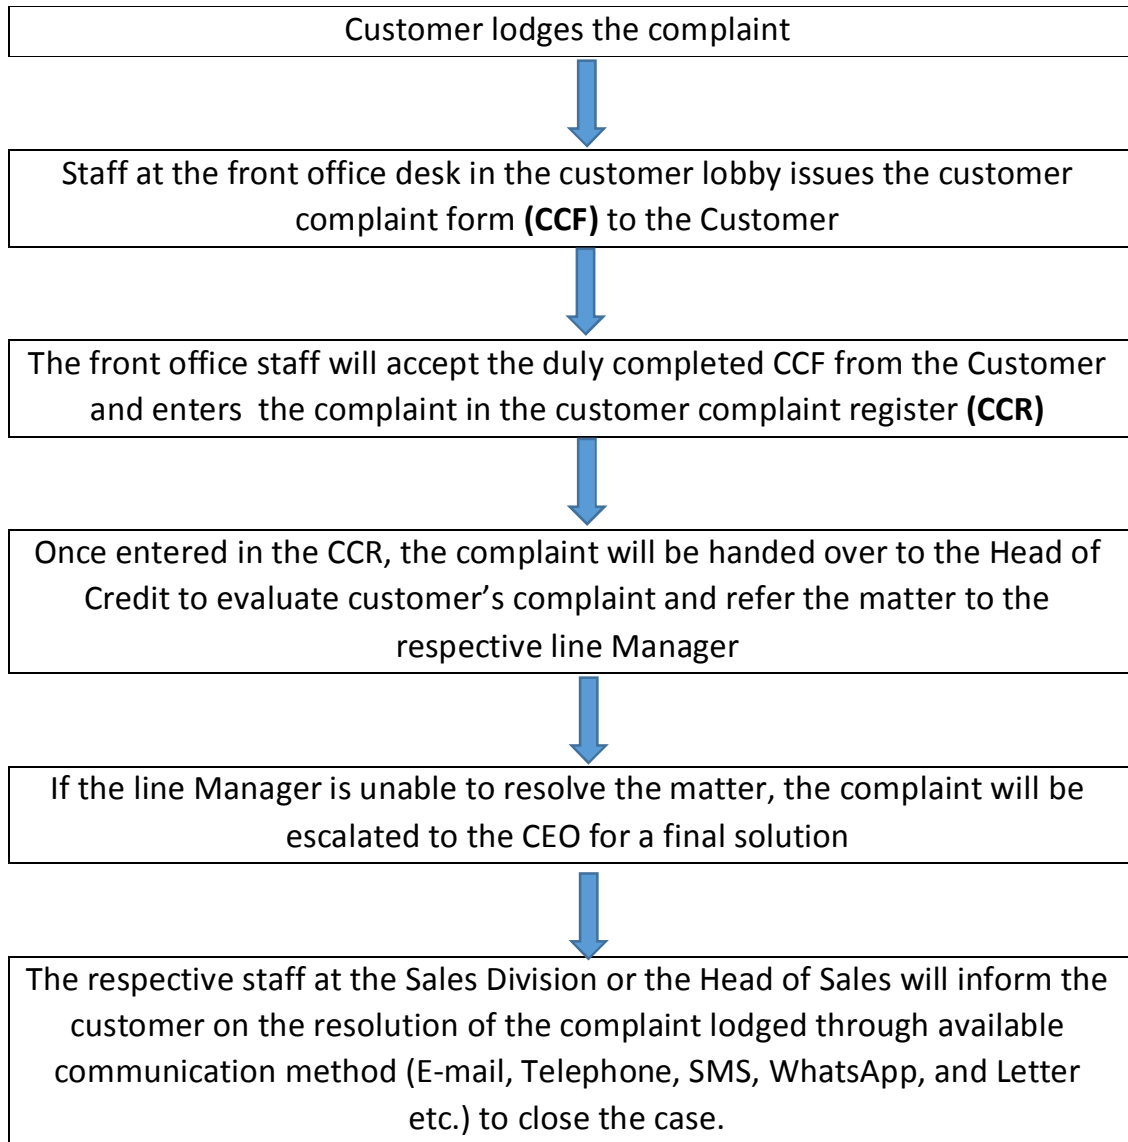 Customer lodges the complaint
Staff at the front office desk in the customer lobby issues the customer
complaint form (CCF) to the Customer
The front office staff will accept the duly completed CCF from the Customer
and enters  the complaint in the customer complaint register (CCR)
Once entered in the CCR, the complaint will be handed over to the Head of
Credit to evaluate customer’s complaint and refer the matter to the
respective line Manager
If the line Manager is unable to resolve the matter, the complaint will be
escalated to the CEO for a final solution
The respective staff at the Sales Division or the Head of Sales will inform the
customer on the resolution of the complaint lodged through available
communication method (E-mail, Telephone, SMS, WhatsApp, and Letter
etc.) to close the case.